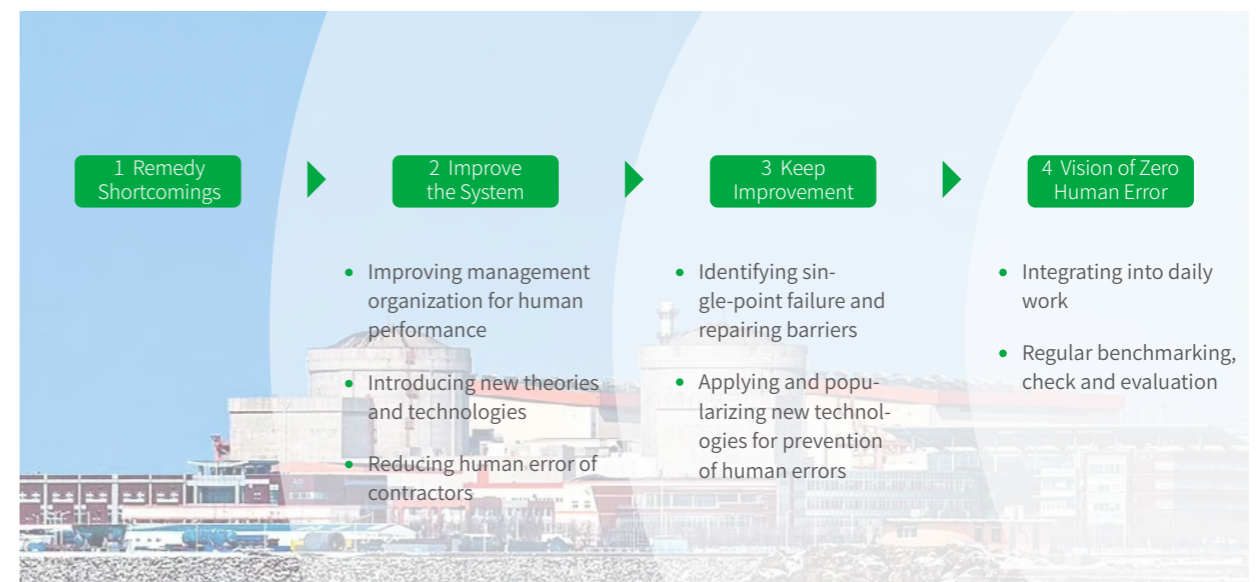 1 Remedy
Shortcomings
2 Improve
the System
• Improving management
organization for human
performance
• Introducing new theories
and technologies
• Reducing human error of
contractors
3 Keep
Improvement
• Identifying sin-
gle-point failure and
repairing barriers
• Applying and popu-
larizing new technol-
ogies for prevention
of human errors
4 Vision of Zero
Human Error
• Integrating into daily
work
• Regular benchmarking,
check and evaluation